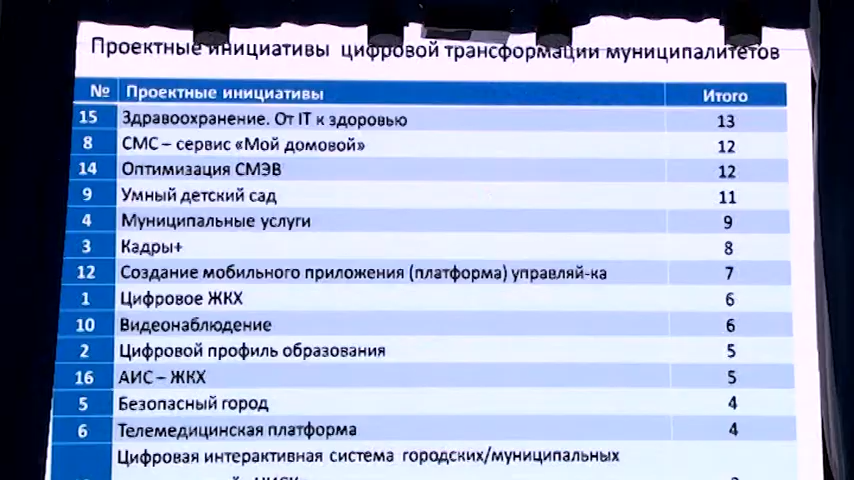 Проектные инициативы цифровой трансформации муниципалитетов
№ Проектные инициативы Итого
15 Здравоохранение. От IT к здоровью 13
8 СМС – сервис «Мой домовой» 12
14 Оптимизация СМЭВ 12
9 Умный детский сад 11
4 Муниципальные услуги 9
3 Кадры+ 8
12 Создание мобильного приложения (платформа) управляй-ка 7
1 Цифровое ЖКХ 6
10 Видеонаблюдение 6
2 Цифровой профиль образования 5
16 АИС – ЖКХ 5
5 Безопасный город 4
6 Телемедицинская платформа 4
Цифровая интерактивная система городских/муниципальных